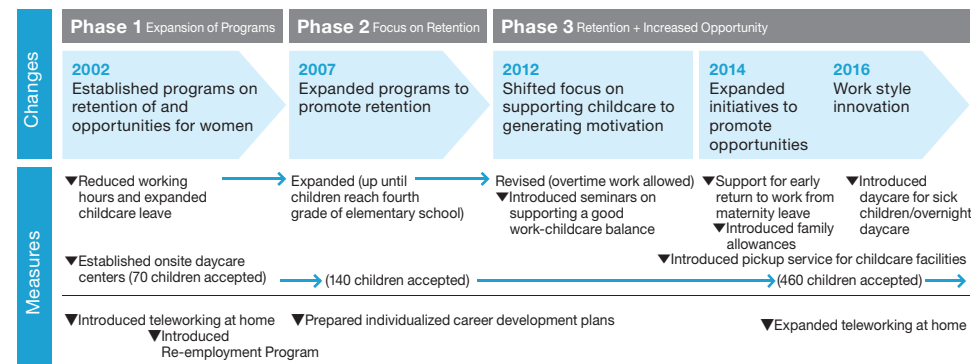 Phase 1 Expansion of Programs
Phase 2 Focus on Retention
Phase 3 Retention + Increased Opportunity
Changes
2002
Established programs on
retention of and
opportunities for women
2007
Expanded programs to
promote retention
2012
Shifted focus on
supporting childcare to
generating motivation
2014
Expanded
initiatives to
promote
opportunities
2016
Work style
innovation
Measures
▼Reduced working
hours and expanded
childcare leave
Expanded (up until
children reach fourth
grade of elementary school)
Revised (overtime work allowed)
▼Introduced seminars on
supporting a good
work-childcare balance
▼Support for early
return to work from
maternity leave
▼Introduced family
allowances
▼Introduced
daycare for sick
children/overnight
daycare
▼Introduced pickup service for childcare facilities
▼Established onsite daycare
centers (70 children accepted)
(140 children accepted)
(460 children accepted)
▼Introduced teleworking at home
▼Introduced
Re-employment Program
▼Prepared individualized career development plans
▼Expanded teleworking at home